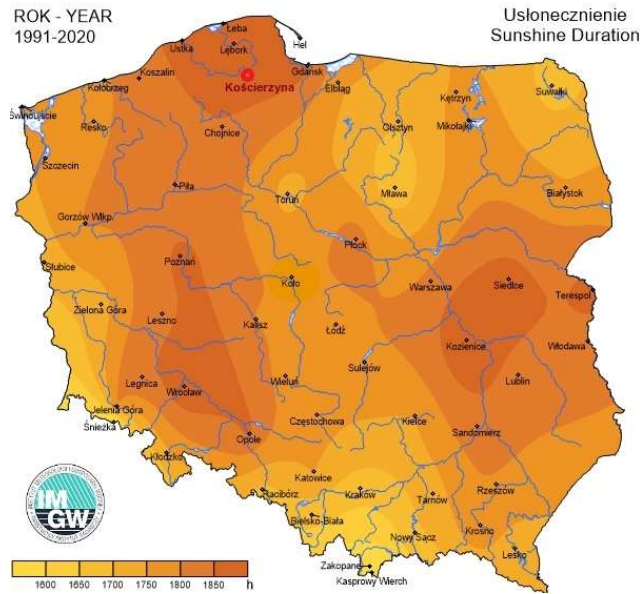 ROK - YEAR
1991-2020
Usłonecznienie
Sunshine Duration
Łeba
Ustka
Lębork
Hel
Gdańsk
Koszalin
Kościerzyna
Kołobrzeg
Elbląg
Kętrzyn
Suwałki
Świnoujście
Resko
Chojnice
Olsztyn
Mikołajki
Szczecin
Piła
Toruń
Mława
Białystok
Gorzów Wlkp.
Płock
Słubice
Poznań
Koło
Warszawa
Siedlce
Terespol
Zielona Góra
Leszno
Kalisz
Łódź
Kozienice
Włodawa
Sulejów
Legnica
Wrocław
Wieluń
Lublin
Jelenia Góra
Śnieżka
Częstochowa
Kielce
Sandomierz
Opole
Kłodzko
Katowice
Racibórz
Kraków
Tarnów
Rzeszów
Bielsko-Biała
Nowy Sącz
Krosno
Lesko
Zakopane
Kasprowy Wierch
IM
GW
1600 1650 1700 1750 1800 1850 h